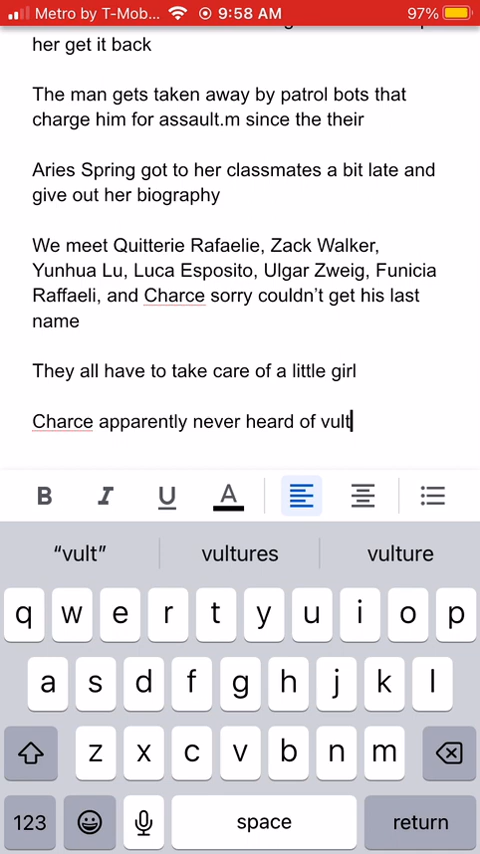 Metro by T-Mob... 9:58 AM 97%
her get it back
The man gets taken away by patrol bots that
charge him for assault.m since the their
Aries Spring got to her classmates a bit late and
give out her biography
We meet Quitterie Rafaelie, Zack Walker,
Yunhua Lu, Luca Esposito, Ulgar Zweig, Funicia
Raffaeli, and Charce sorry couldn't get his last
name
They all have to take care of a little girl
Charce apparently never heard of vult
B I U A
“vult” vultures vulture
q w e r t y u i o p
a s d f g h j k l
z x c v b n m
123 space return